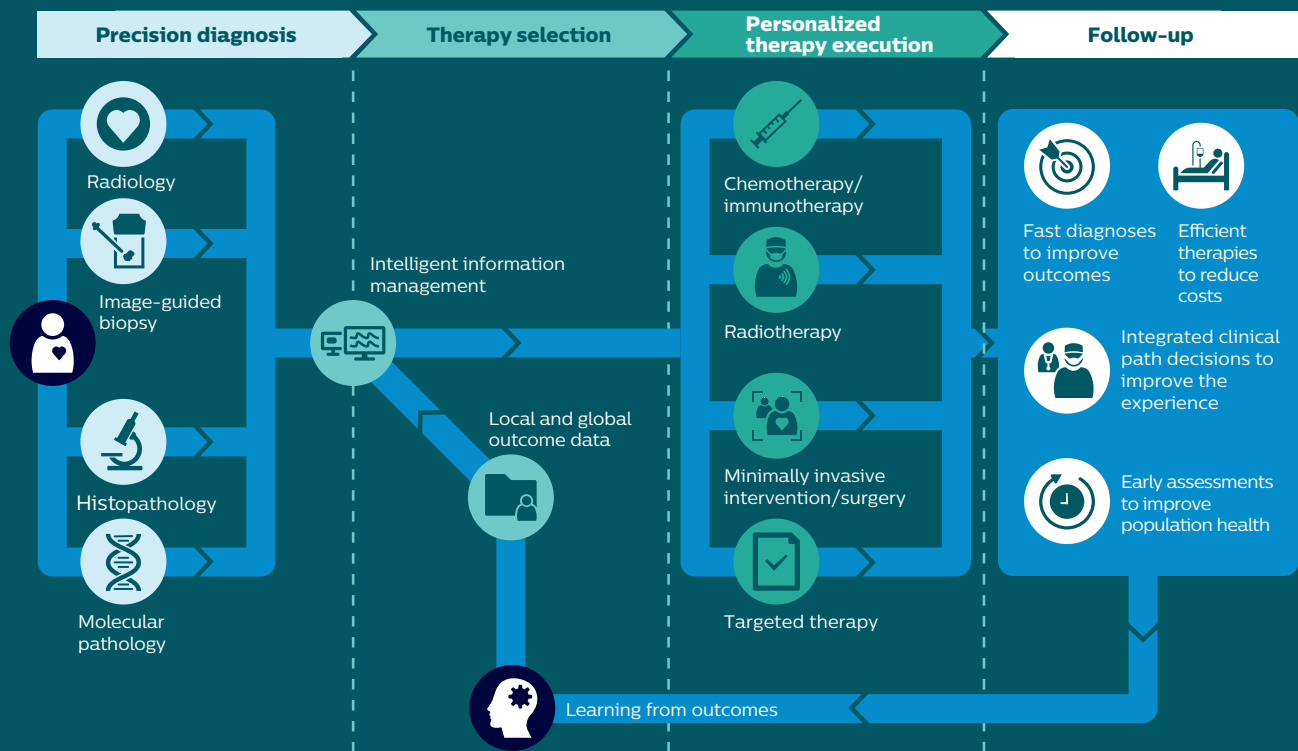 Precision diagnosis
Therapy selection
Personalized
therapy execution
Follow-up
Radiology
Image-guided
biopsy
Histopathology
Molecular
pathology
Intelligent information
management
Local and global
outcome data
Chemotherapy/
immunotherapy
Radiotherapy
Minimally invasive
intervention/surgery
Targeted therapy
Fast diagnoses
to improve
outcomes
Efficient
therapies
to reduce
costs
Integrated clinical
path decisions to
improve the
experience
Early assessments
to improve
population health
Learning from outcomes